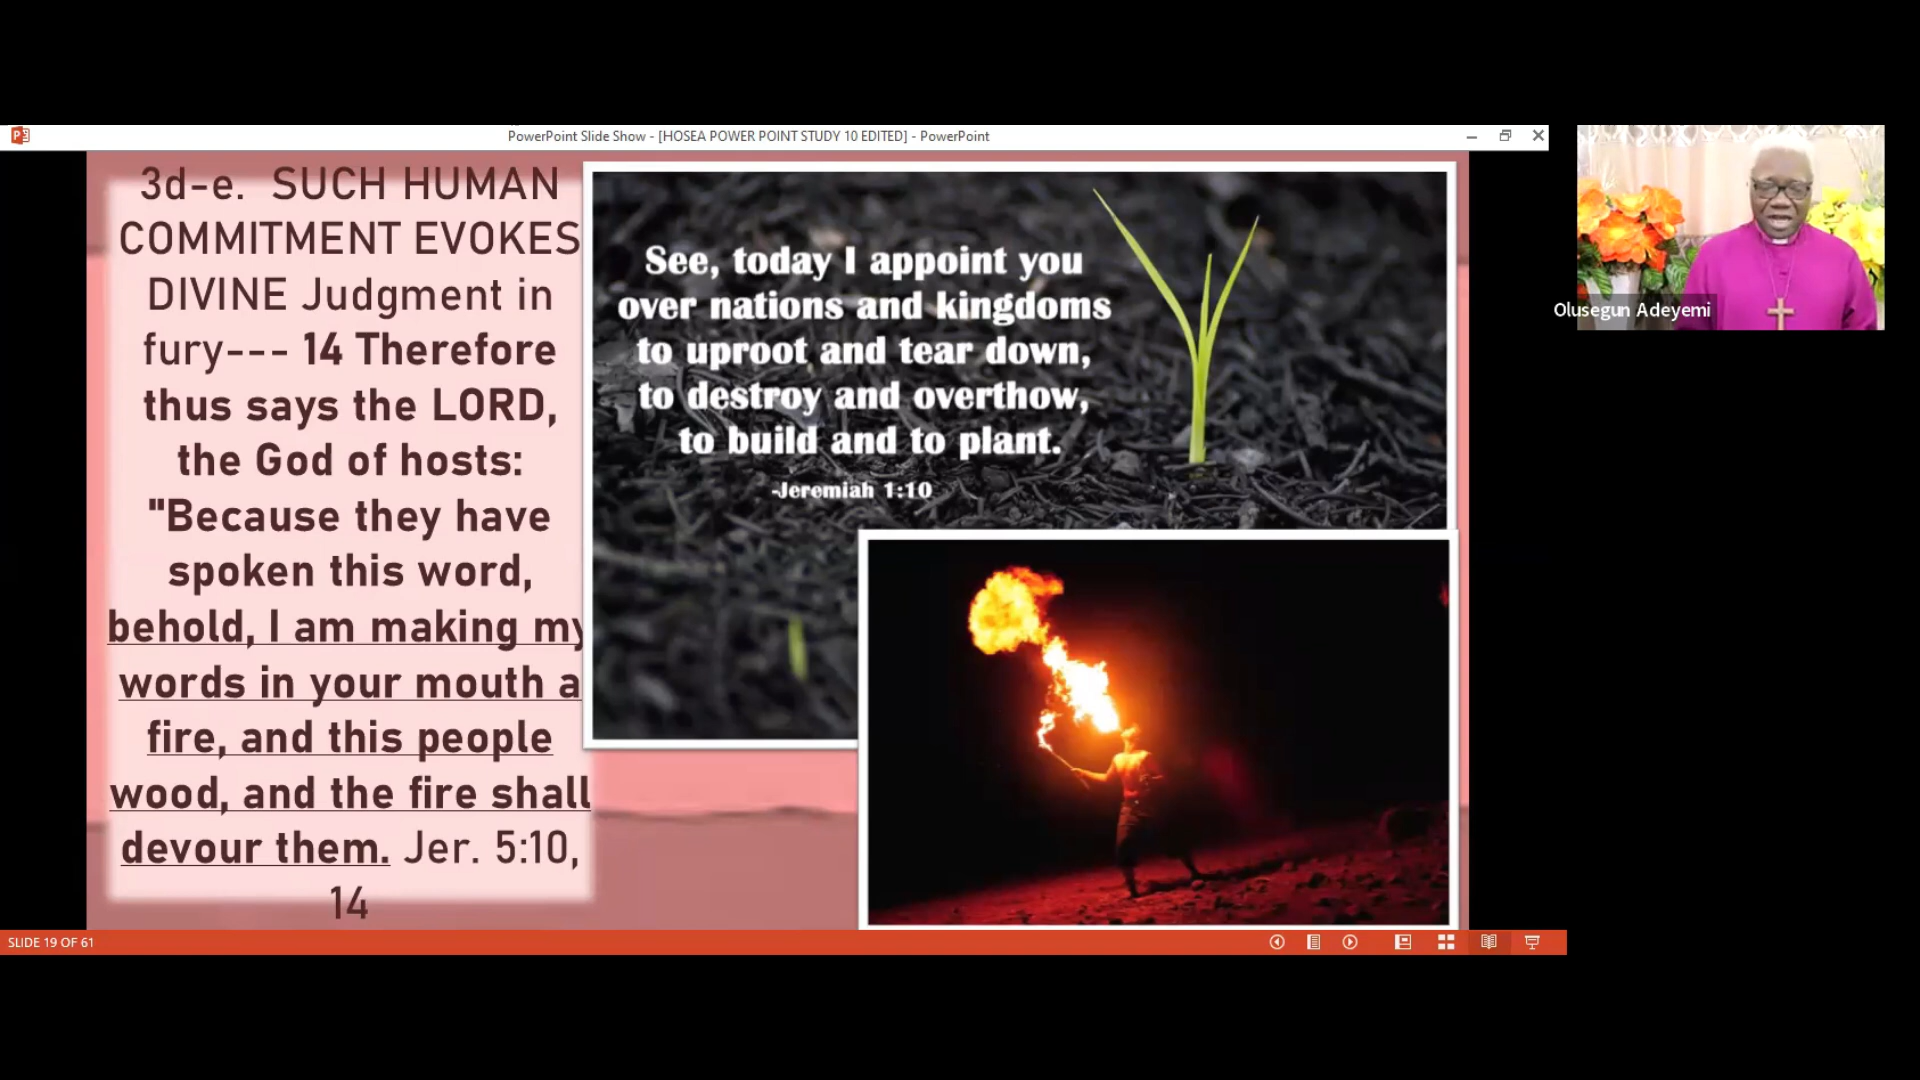 PowerPoint Slide Show - [HOSEA POWER POINT STUDY 10 EDITED] - PowerPoint
3d-e. SUCH HUMAN
COMMITMENT EVOKES
DIVINE Judgment in
fury--- 14 Therefore
thus says the LORD,
the God of hosts:
"Because they have
spoken this word,
behold, I am making my
words in your mouth a
fire, and this people
wood, and the fire shall
devour them. Jer. 5:10,
14
See, today I appoint you
over nations and kingdoms
to uproot and tear down,
to destroy and overthow,
to build and to plant.
-Jeremiah 1:10
Olusegun Adeyemi
SLIDE 19 OF 61